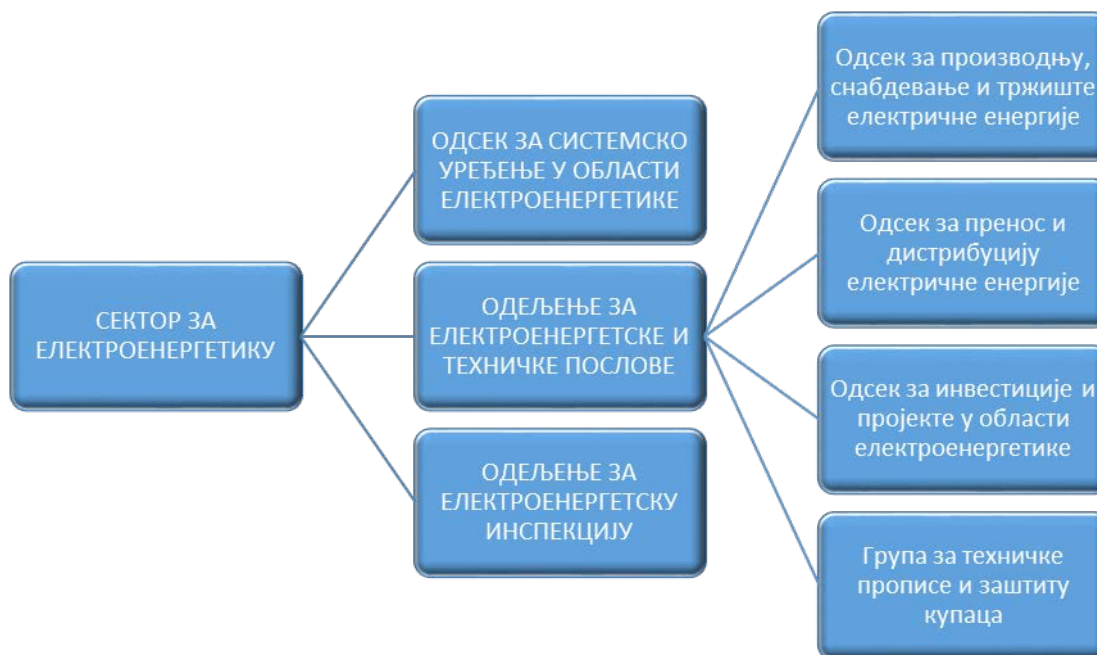 СЕКТОР ЗА
ЕЛЕКТРОЕНЕРГЕТИКУ
ОДСЕК ЗА СИСТЕМСКО
УРЕЂЕЊЕ У ОБЛАСТИ
ЕЛЕКТРОЕНЕРГЕТИКЕ
ОДЕЉЕЊЕ ЗА
ЕЛЕКТРОЕНЕРГЕТСКЕ И
ТЕХНИЧКЕ ПОСЛОВЕ
ОДЕЉЕЊЕ ЗА
ЕЛЕКТРОЕНЕРГЕТСКУ
ИНСПЕКЦИЈУ
Одсек за производњу,
снабдевање и тржиште
електричне енергије
Одсек за пренос и
дистрибуцију
електричне енергије
Одсек за инвестиције и
пројекте у области
електроенергетике
Група за техничке
прописе и заштиту
купаца